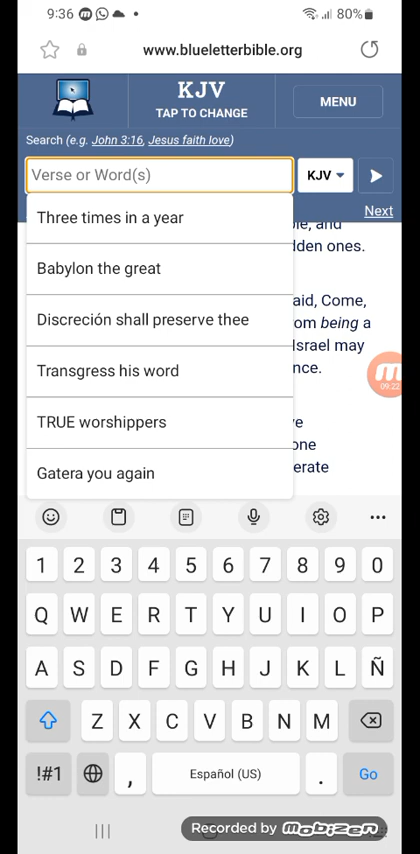 9:36
80%
www.blueletterbible.org
KJV
TAP TO CHANGE
MENU
Search (e.g. John 3:16, Jesus faith love)
Verse or Word(s)
KJV
Next
Three times in a year
and
Babylon the great
dden ones.
aid, Come,
Discreción shall preserve thee
om being a
Israel may
Transgress his word
nce.
09:22
TRUE worshippers
one
Gatera you again
erate
1 2 3 4 5 6 7 8 9 0
Q W E R T Y U I O P
A S D F G H J K L Ñ
Z X C V B N M
!#1 , Español (US) . Go
Recorded by mobizen